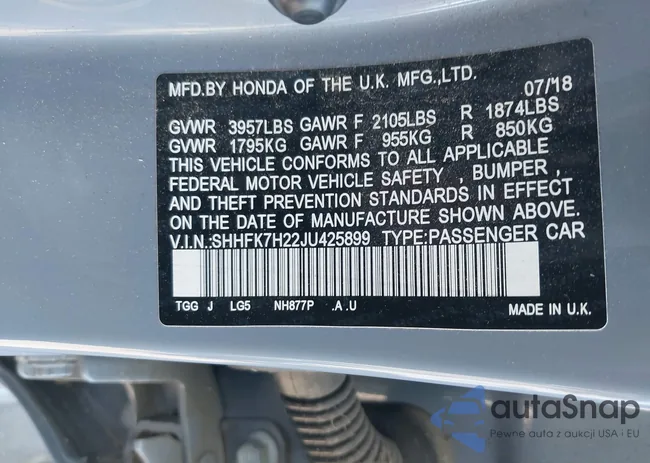 MFD.BY HONDA OF THE U.K. MFG.,LTD. 07/18
GVWR 3957LBS GAWR F 2105LBS R 1874LBS
GVWR 1795KG GAWR F 955KG R 850KG
THIS VEHICLE CONFORMS TO ALL APPLICABLE
FEDERAL MOTOR VEHICLE SAFETY , BUMPER ,
AND THEFT PREVENTION STANDARDS IN EFFECT
ON THE DATE OF MANUFACTURE SHOWN ABOVE.
V.I.N.:SHHFK7H22JU425899 TYPE:PASSENGER CAR
TGG J LG5 NH877P .A .U MADE IN U.K.
autaSnap
Pewne auta z aukcji USA i EU